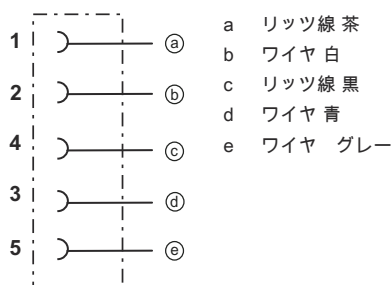 1 ⓐ
2 ⓑ
4 ⓒ
3 ⓓ
5 ⓔ
a リッツ線 茶
b ワイヤ 白
c リッツ線 黒
d ワイヤ 青
e ワイヤ　グレー